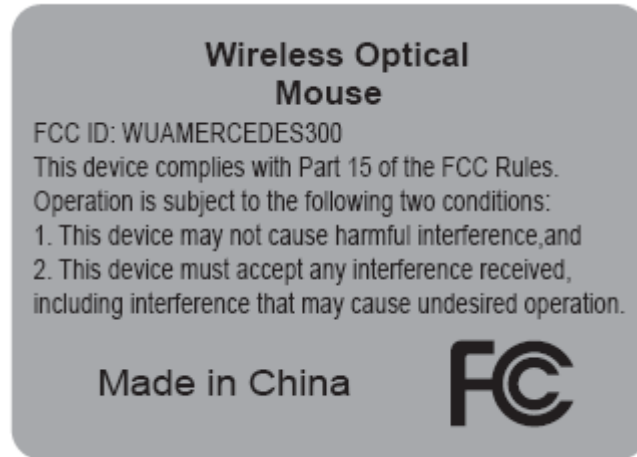 Wireless Optical
Mouse
FCC ID: WUAMERCEDES300
This device complies with Part 15 of the FCC Rules.
Operation is subject to the following two conditions:
1. This device may not cause harmful interference,and
2. This device must accept any interference received,
including interference that may cause undesired operation.
Made in China
FC